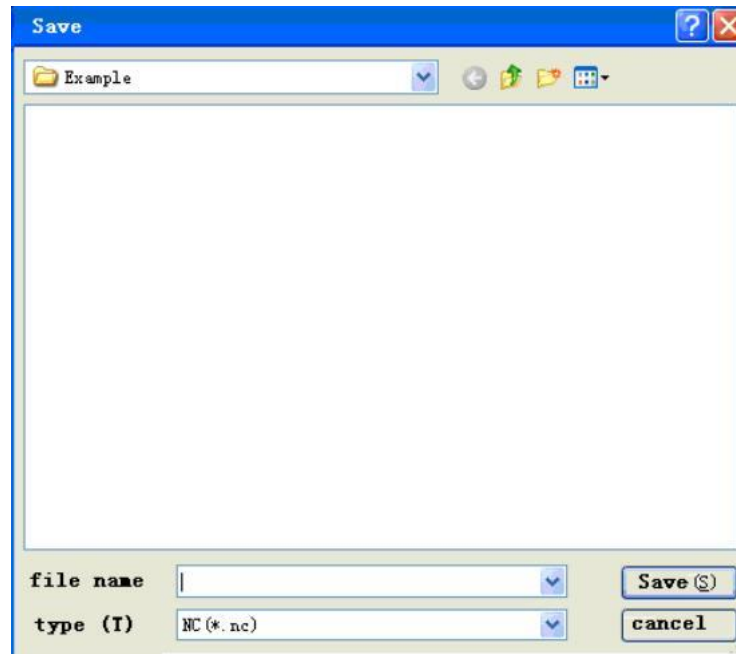 Save
Example
file name
Save(S)
type (T)
NC(*.nc)
cancel